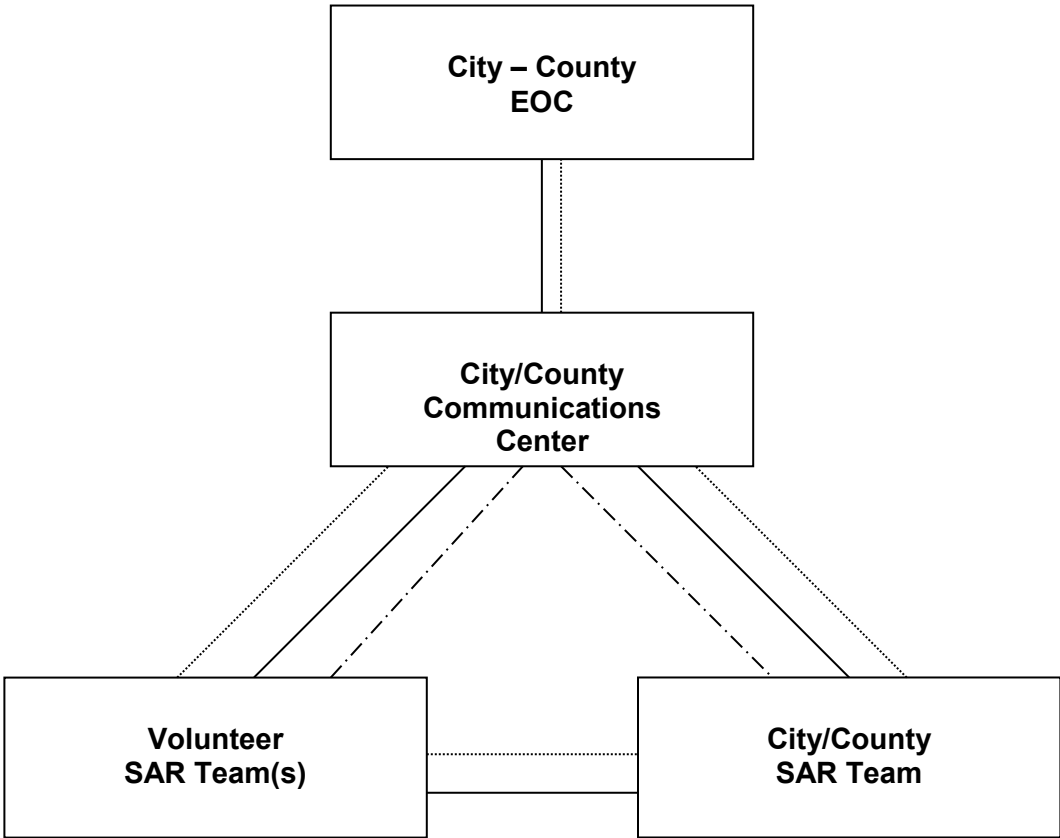 City – County
EOC
City/County
Communications
Center
Volunteer
SAR Team(s)
City/County
SAR Team